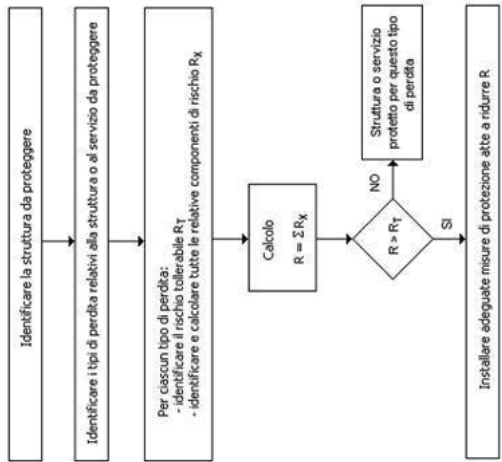 Identificare la struttura da proteggere
Identificare i tipi di perdita relativi alla struttura o al servizio da proteggere
Per ciascun tipo di perdita:
- identificare il rischio tollerabile RT
- identificare e calcolare tutte le relative componenti di rischio RX
Calcolo
R = Σ RX
R > RT
NO
Struttura o servizio
protetto per questo tipo
di perdita
SI
Installare adeguate misure di protezione atte a ridurre R